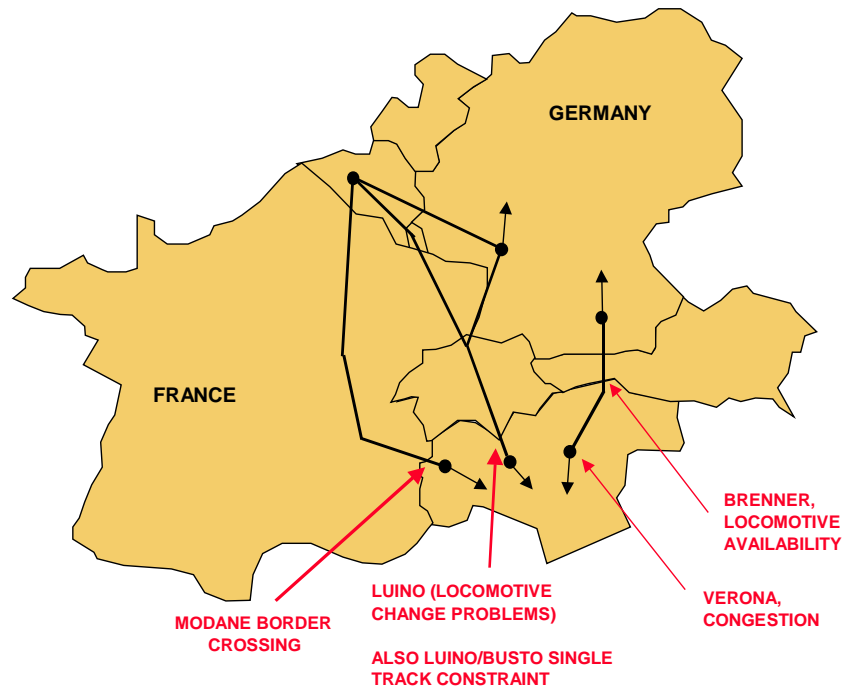 GERMANY
FRANCE
BRENNER,
LOCOMOTIVE
AVAILABILITY
LUINO (LOCOMOTIVE
CHANGE PROBLEMS)
VERONA,
CONGESTION
MODANE BORDER
CROSSING
ALSO LUINO/BUSTO SINGLE
TRACK CONSTRAINT